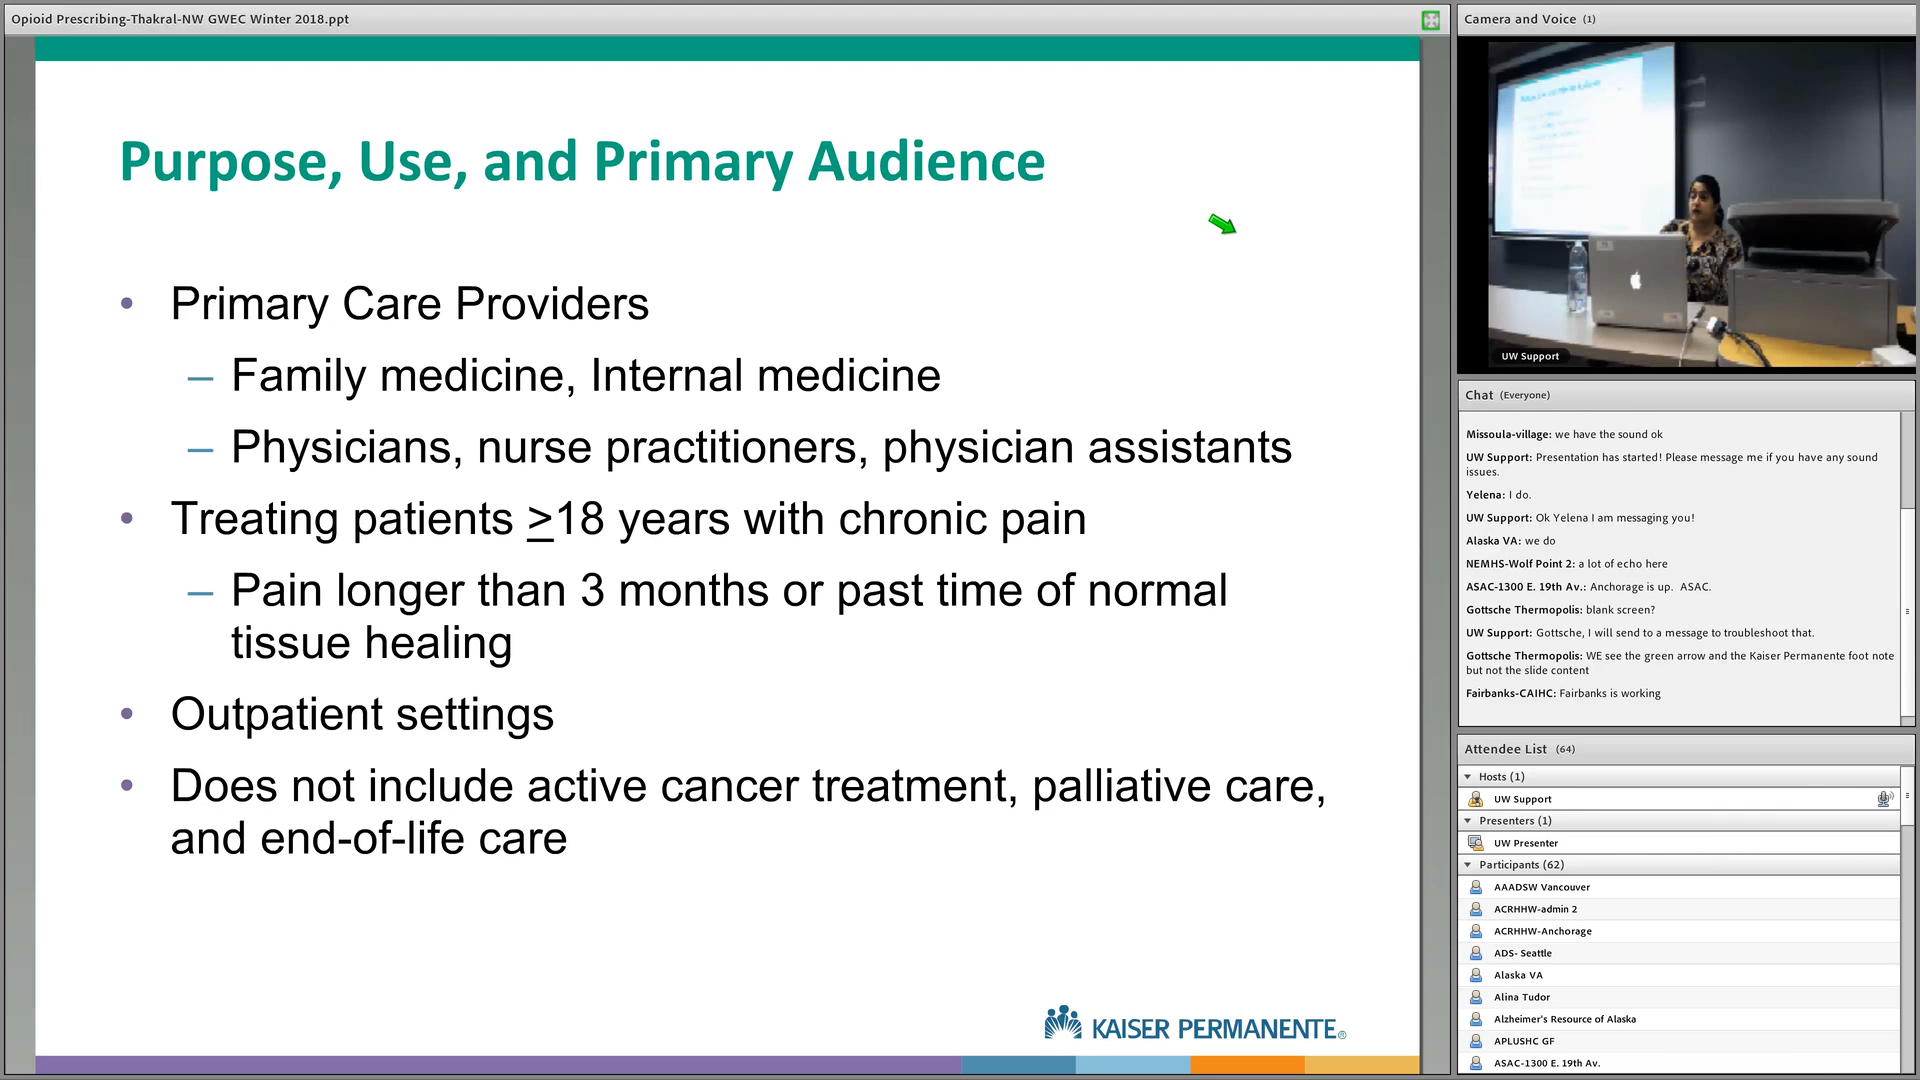 Opioid Prescribing-Thakral-NW GWEC Winter 2018.ppt
Purpose, Use, and Primary Audience
• Primary Care Providers
– Family medicine, Internal medicine
– Physicians, nurse practitioners, physician assistants
• Treating patients >18 years with chronic pain
– Pain longer than 3 months or past time of normal
tissue healing
• Outpatient settings
• Does not include active cancer treatment, palliative care,
and end-of-life care
KAISER PERMANENTE®
Camera and Voice (1)
UW Support
Chat (Everyone)
Missoula-village: we have the sound ok
UW Support: Presentation has started! Please message me if you have any sound
issues.
Yelena: I do.
UW Support: Ok Yelena I am messaging you!
Alaska VA: we do
NEMHS-Wolf Point 2: a lot of echo here
ASAC-1300 E. 19th Av.: Anchorage is up. ASAC.
Gottsche Thermopolis: blank screen?
UW Support: Gottsche, I will send to a message to troubleshoot that.
Gottsche Thermopolis: WE see the green arrow and the Kaiser Permanente foot note
but not the slide content
Fairbanks-CAIHC: Fairbanks is working
Attendee List (64)
Hosts (1)
UW Support
Presenters (1)
UW Presenter
Participants (62)
AAADSW Vancouver
ACRHHW-admin 2
ACRHHW-Anchorage
ADS- Seattle
Alaska VA
Alina Tudor
Alzheimer's Resource of Alaska
APLUSHC GF
ASAC-1300 E. 19th Av.